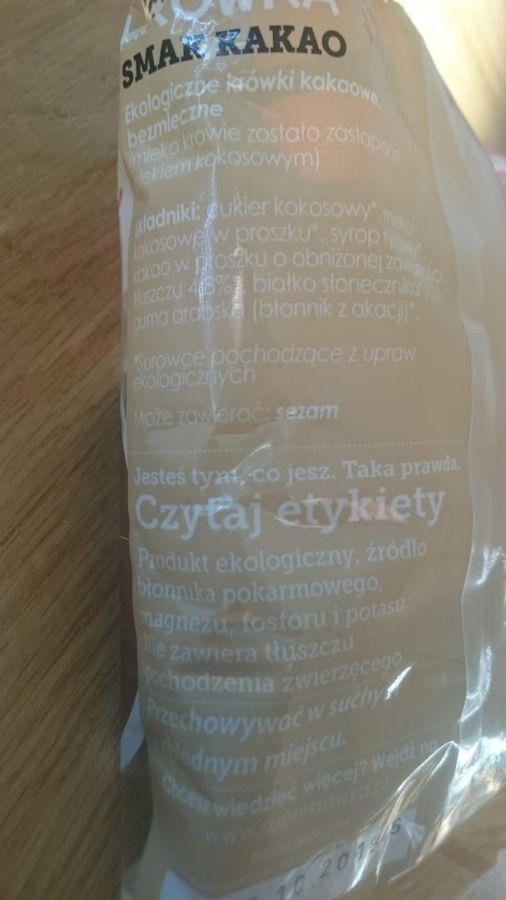 SMAK KAKAO
Ekologiczne krówki kakaowe,
bezmleczne
(mleko krowie zostało zastąpione
mlekiem kokosowym)
Składniki: cukier kokosowy*, mleko
kokosowe w proszku*, syrop ryżowy*,
kakao w proszku o obniżonej zawartości
tłuszczu 4,8%*, białko słonecznika*,
guma arabska (błonnik z akacji)*.
*Surowce pochodzące z upraw
ekologicznych
Może zawierać: sezam
Jesteś tym, co jesz. Taka prawda.
Czytaj etykiety
Produkt ekologiczny, źródło
błonnika pokarmowego,
magnezu, fosforu i potasu.
Nie zawiera tłuszczu
pochodzenia zwierzęcego.
Przechowywać w suchym
i chłodnym miejscu.
Chcesz wiedzieć więcej? Wejdź na
10.2019